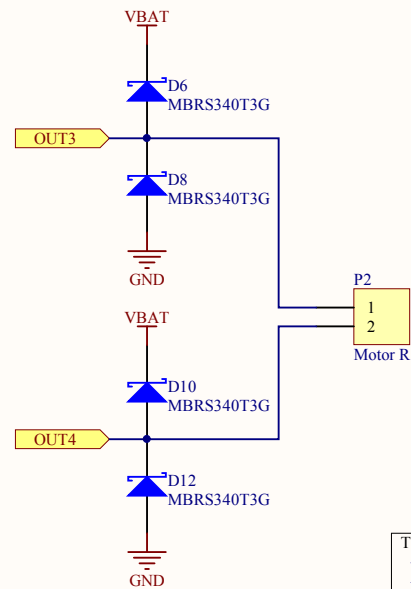 VBAT
D6
MBRS340T3G
OUT3
D8
MBRS340T3G
GND
P2
1
2
Motor R
VBAT
D10
MBRS340T3G
OUT4
D12
MBRS340T3G
GND
T